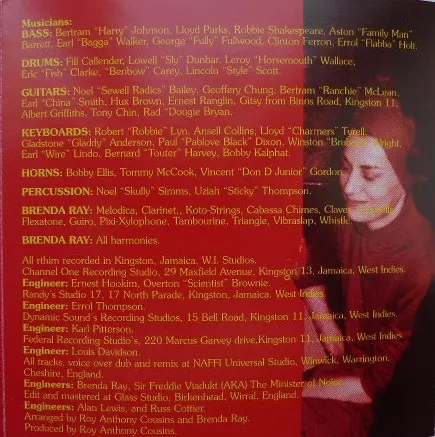 Musicians:
BASS: Bertram "Harry" Johnson, Lloyd Parks, Robbie Shakespeare, Aston "Family Man"
Barrett, Earl "Bagga" Walker, George "Fully" Fullwood, Clinton Ferron, Errol "Flabba" Holt.
DRUMS: Fill Callender, Lowell "Sly" Dunbar, Leroy "Horsemouth" Wallace,
Eric "Fish" Clarke, "Benbow" Carey, Lincoln "Style" Scott.
GUITARS: Noel "Sewell Radics" Bailey, Geoffery Chung, Bertram "Ranchie" McLean,
Earl "China" Smith, Hux Brown, Ernest Ranglin, Gitsy from Binns Road, Kingston 11,
Albert Griffiths, Tony Chin, Rad "Dougie Bryan.
KEYBOARDS: Robert "Robbie" Lyn, Ansell Collins, Lloyd "Charmers" Tyrell,
Gladstone "Gladdy" Anderson, Paul "Pablove Black" Dixon, Winston Wright,
Earl "Wire" Lindo. Bernard "Touter" Harvey, Bobby Kalphat.
HORNS: Bobby Ellis, Tommy McCook, Vincent "Don D Junior" Gordon.
PERCUSSION: Noel "Skully" Simms, Uziah "Sticky" Thompson.
BRENDA RAY: Melodica, Clarinet,, Koto-Strings, Cabassa Chimes,
Flexatone, Guiro, Pixi-Xylophone, Tambourine, Triangle, Vibraslap, Whistle.
BRENDA RAY: All harmonies.
All rthim recorded in Kingston, Jamaica, W.I. Studios.
Channel One Recording Studio, 29 Maxfield Avenue, Kingston 13, Jamaica, West Indies.
Engineer: Ernest Hookim, Overton "Scientist" Brownie.
Randy's Studio 17, 17 North Parade, Kingston, Jamaica, West Indies.
Engineer: Errol Thompson.
Dynamic Sound's Recording Studios, 15 Bell Road, Kingston 11, Jamaica, West Indies.
Engineer: Karl Pitterson.
Federal Recording Studio's, 220 Marcus Garvey drive,Kingston 11, Jamaica, West Indies.
Engineer: Louis Davidson.
All tracks, voice over dub and remix at NAFFI Universal Studio, Winwick, Warrington.
Cheshire, England.
Engineers: Brenda Ray, Sir Freddie Viadukt (AKA) The Minister of Noise
Edit and mastered at Glass Studio, Birkenhead, Wirral. England.
Engineers: Alan Lewis, and Russ Cottier.
Arranged by Roy Anthony Cousins and Brenda Ray.
Produced by Roy Anthony Cousins.